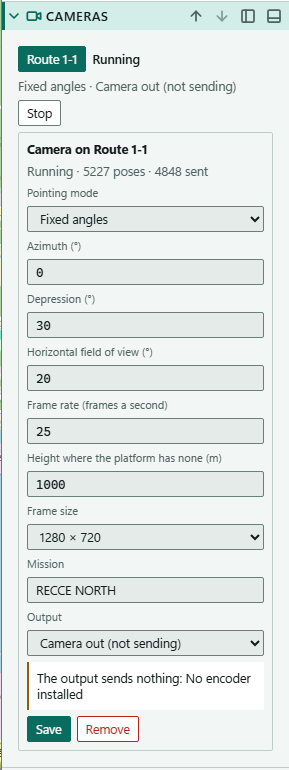 CAMERAS
Route 1-1 Running
Fixed angles · Camera out (not sending)
Stop
Camera on Route 1-1
Running · 5227 poses · 4848 sent
Pointing mode
Fixed angles
Azimuth (°)
0
Depression (°)
30
Horizontal field of view (°)
20
Frame rate (frames a second)
25
Height where the platform has none (m)
1000
Frame size
1280 × 720
Mission
RECCE NORTH
Output
Camera out (not sending)
The output sends nothing: No encoder
installed
Save Remove